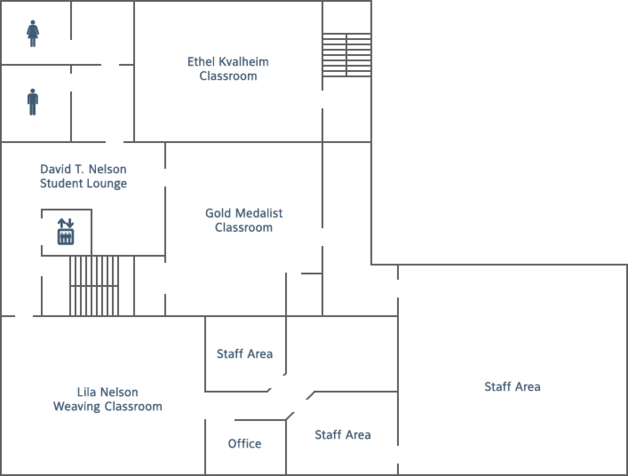 Ethel Kvalheim
Classroom
David T. Nelson
Student Lounge
Gold Medalist
Classroom
Staff Area
Lila Nelson
Weaving Classroom
Staff Area
Office
Staff Area